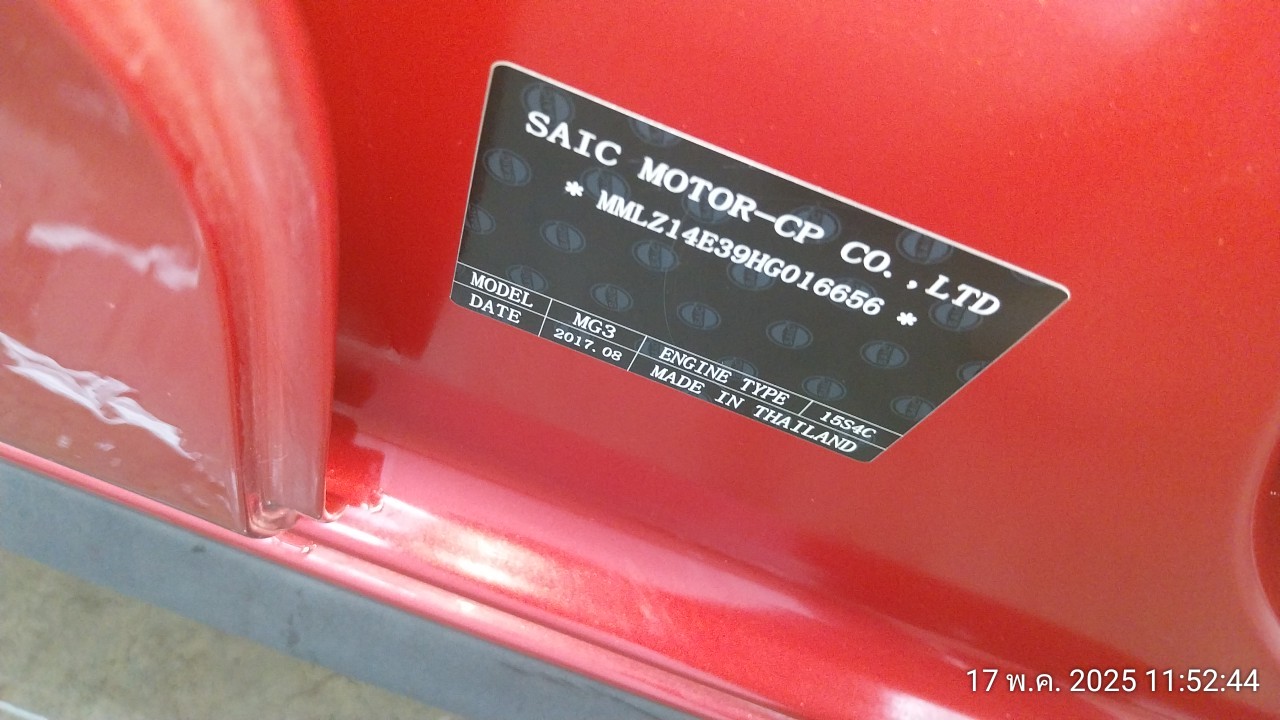 SAIC MOTOR-CP CO.,LTD
* MMLZ14E39HG016656 *
MODEL MG3 ENGINE TYPE 15S4C
DATE 2017.08 MADE IN THAILAND
17 พ.ค. 2025 11:52:44